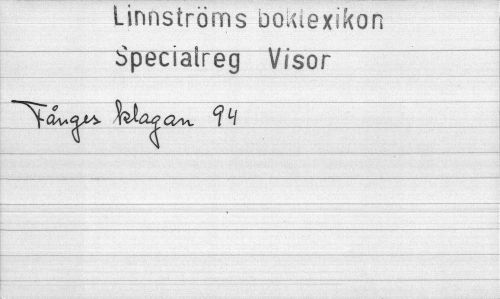 Linnströms boklexikon
Specialreg Visor
Fånges klagan 94